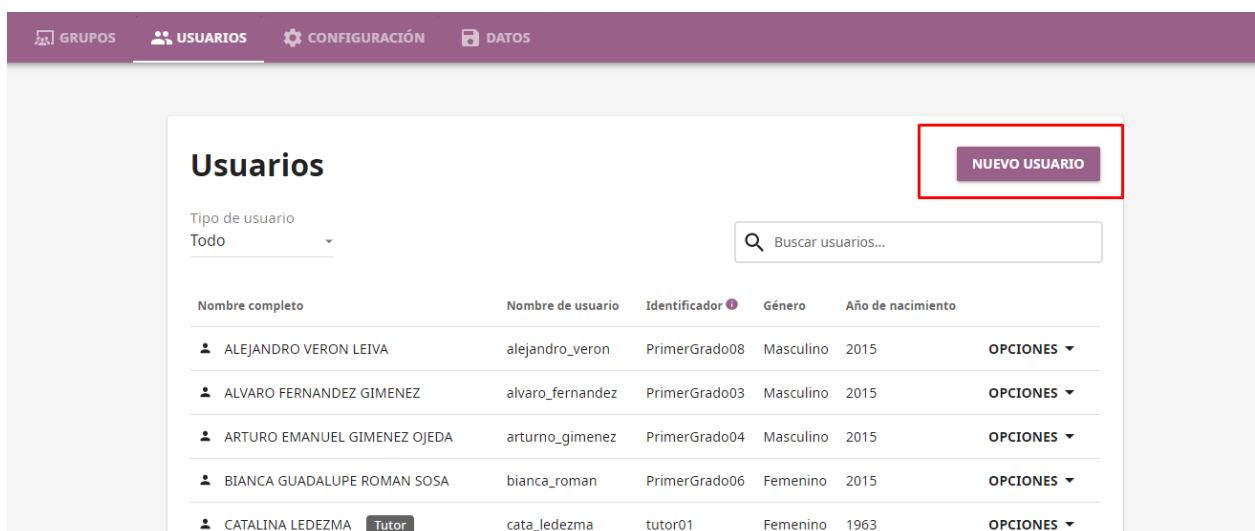 GRUPOS USUARIOS CONFIGURACIÓN DATOS
Usuarios
NUEVO USUARIO
Tipo de usuario
Todo
Buscar usuarios...
Nombre completo Nombre de usuario Identificador Género Año de nacimiento
ALEJANDRO VERON LEIVA alejandro_veron PrimerGrado08 Masculino 2015 OPCIONES
ALVARO FERNANDEZ GIMENEZ alvaro_fernandez PrimerGrado03 Masculino 2015 OPCIONES
ARTURO EMANUEL GIMENEZ OJEDA arturno_gimenez PrimerGrado04 Masculino 2015 OPCIONES
BIANCA GUADALUPE ROMAN SOSA bianca_roman PrimerGrado06 Femenino 2015 OPCIONES
CATALINA LEDEZMA Tutor cata_ledezma tutor01 Femenino 1963 OPCIONES